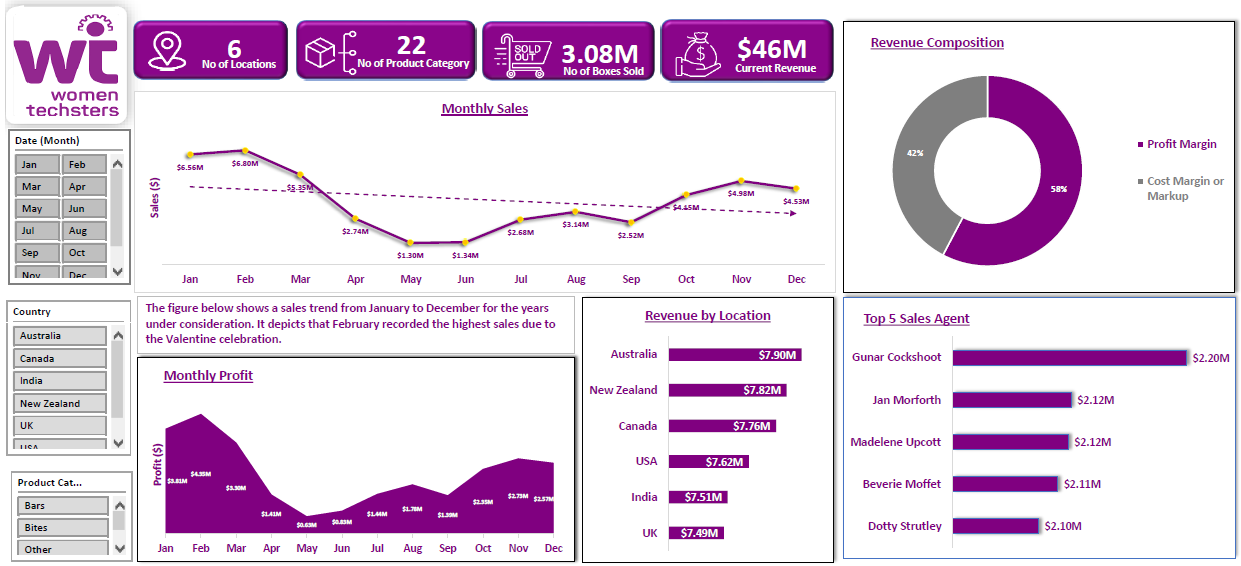 wt
women
techsters
6
No of Locations
22
No of Product Category
SOLD
OUT
3.08M
No of Boxes Sold
$
$46M
Current Revenue
Date (Month)
Jan Feb
Mar Apr
May Jun
Jul Aug
Sep Oct
Nov Dec
Monthly Sales
Sales ($)
$6.56M
$6.80M
$5.35M
$2.74M
$1.30M
$1.34M
$2.68M
$3.14M
$2.52M
$4.98M
$4.53M
Jan Feb Mar Apr May Jun Jul Aug Sep Oct Nov Dec
Revenue Composition
42%
58%
Profit Margin
Cost Margin or
Markup
Country
Australia
Canada
India
New Zealand
UK
USA
Product Cat...
Bars
Bites
Other
The figure below shows a sales trend from January to December for the years
under consideration. It depicts that February recorded the highest sales due to
the Valentine celebration.
Monthly Profit
Profit ($)
$3.81M
$4.35M
$3.30M
$1.41M
$0.63M
$0.83M
$1.44M
$1.78M
$1.39M
$2.35M
$2.75M
$2.57M
Jan Feb Mar Apr May Jun Jul Aug Sep Oct Nov Dec
Revenue by Location
Australia $7.90M
New Zealand $7.82M
Canada $7.76M
USA $7.62M
India $7.51M
UK $7.49M
Top 5 Sales Agent
Gunar Cockshoot $2.20M
Jan Morforth $2.12M
Madelene Upcott $2.12M
Beverie Moffet $2.11M
Dotty Strutley $2.10M